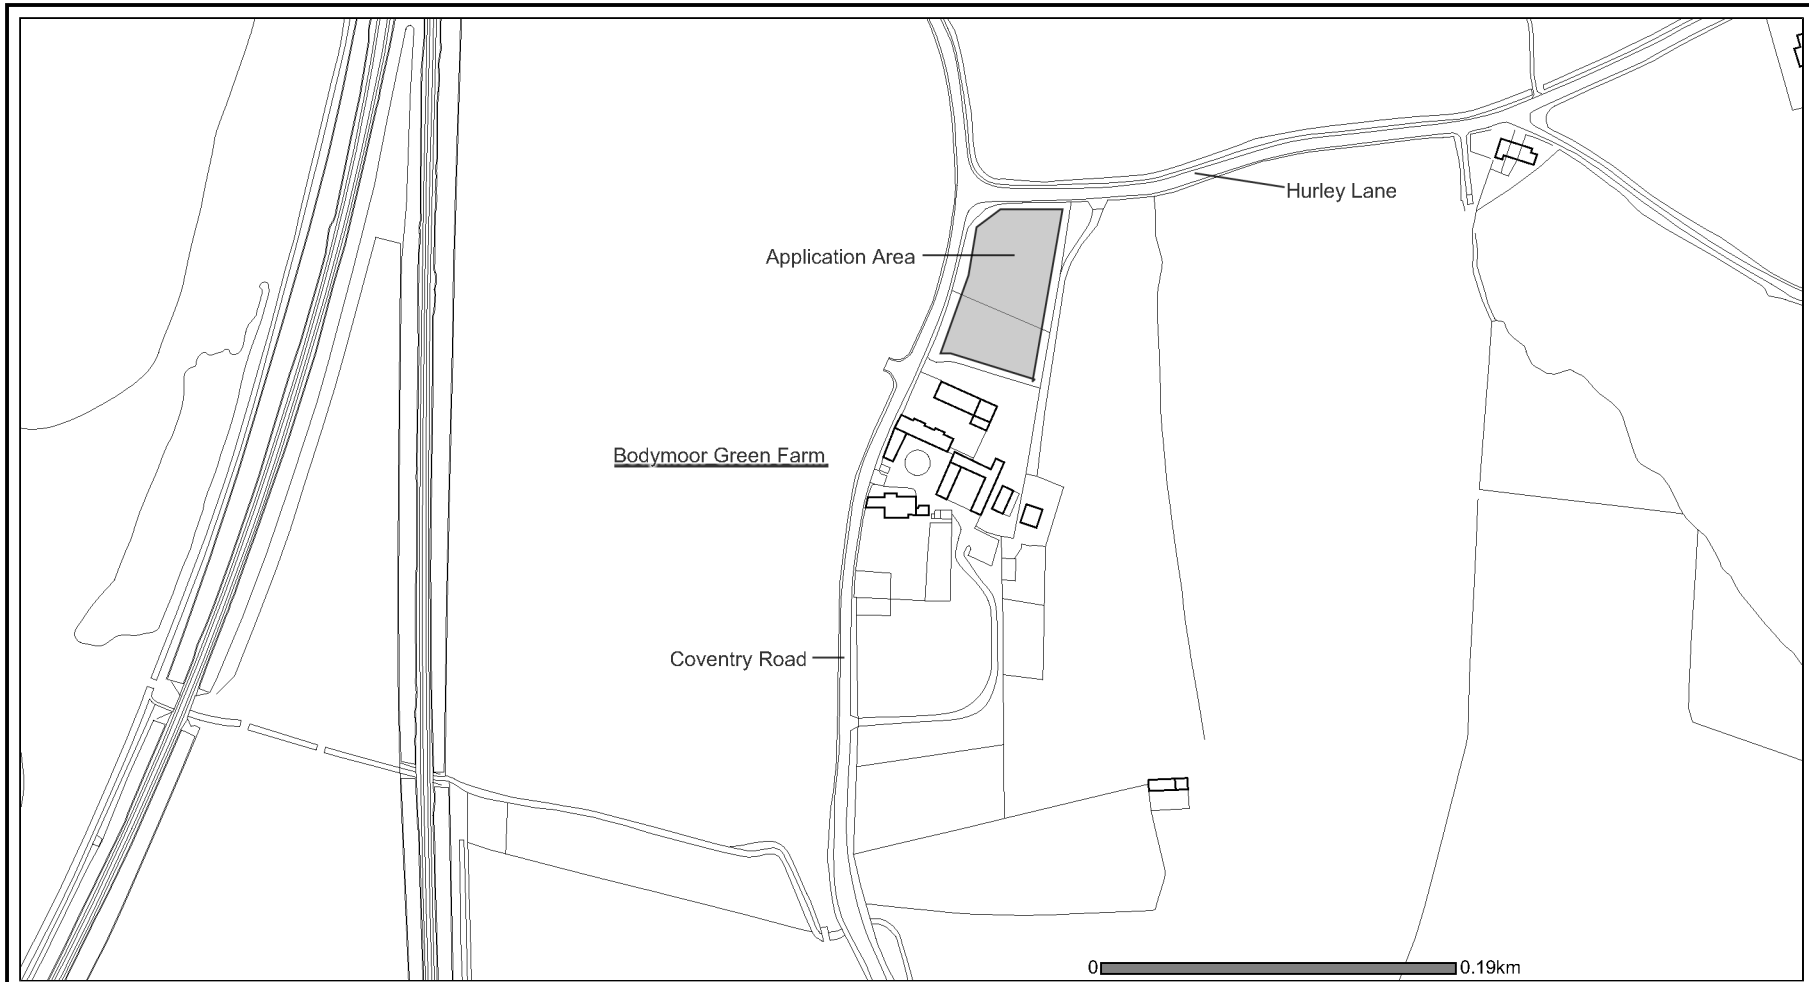 Hurley Lane
Application Area
Bodymoor Green Farm
Coventry Road
0 0.19km